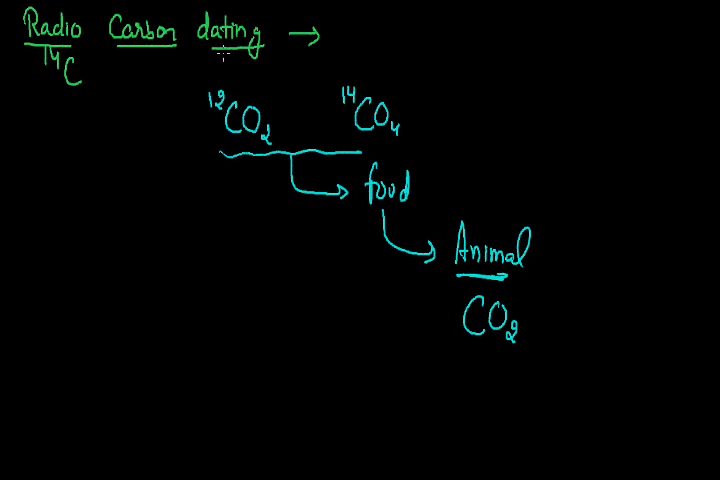 Radio Carbon dating →
¹⁴C
¹²CO₂ ¹⁴CO₄
food
Animal
CO₂